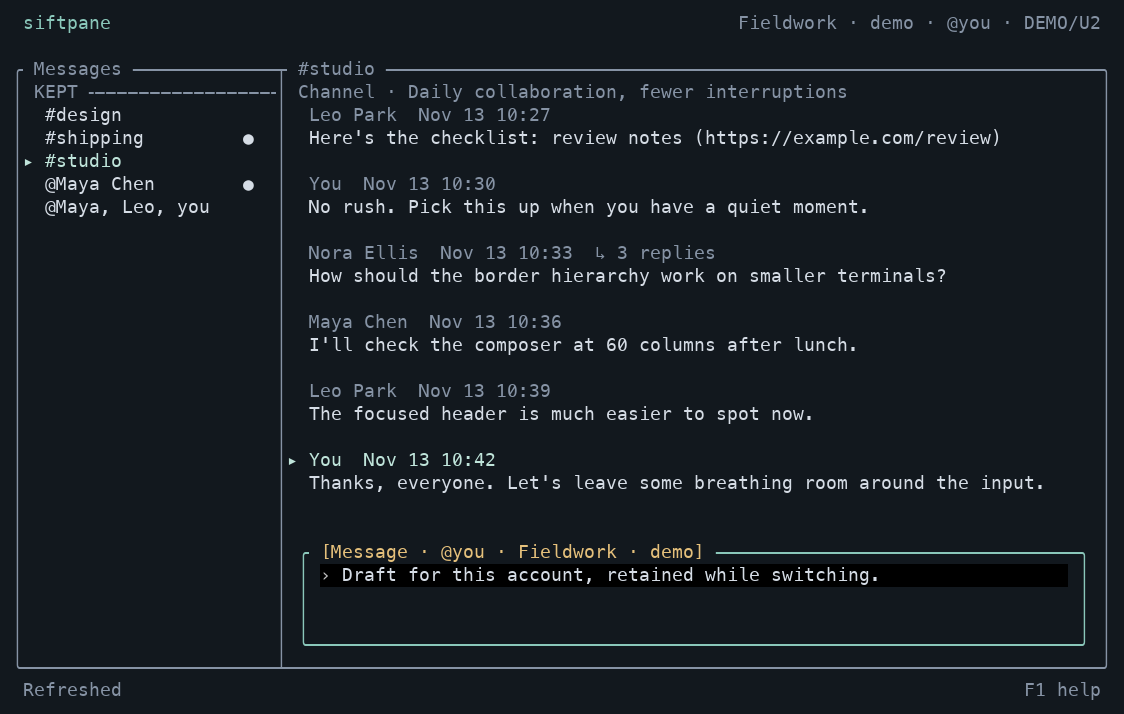 siftpane
Fieldwork · demo · @you · DEMO/U2
Messages
KEPT
#design
#shipping ●
▸ #studio
@Maya Chen ●
@Maya, Leo, you
#studio
Channel · Daily collaboration, fewer interruptions
Leo Park Nov 13 10:27
Here's the checklist: review notes (https://example.com/review)
You Nov 13 10:30
No rush. Pick this up when you have a quiet moment.
Nora Ellis Nov 13 10:33 ↳ 3 replies
How should the border hierarchy work on smaller terminals?
Maya Chen Nov 13 10:36
I'll check the composer at 60 columns after lunch.
Leo Park Nov 13 10:39
The focused header is much easier to spot now.
▸ You Nov 13 10:42
Thanks, everyone. Let's leave some breathing room around the input.
[Message · @you · Fieldwork · demo]
› Draft for this account, retained while switching.
Refreshed
F1 help